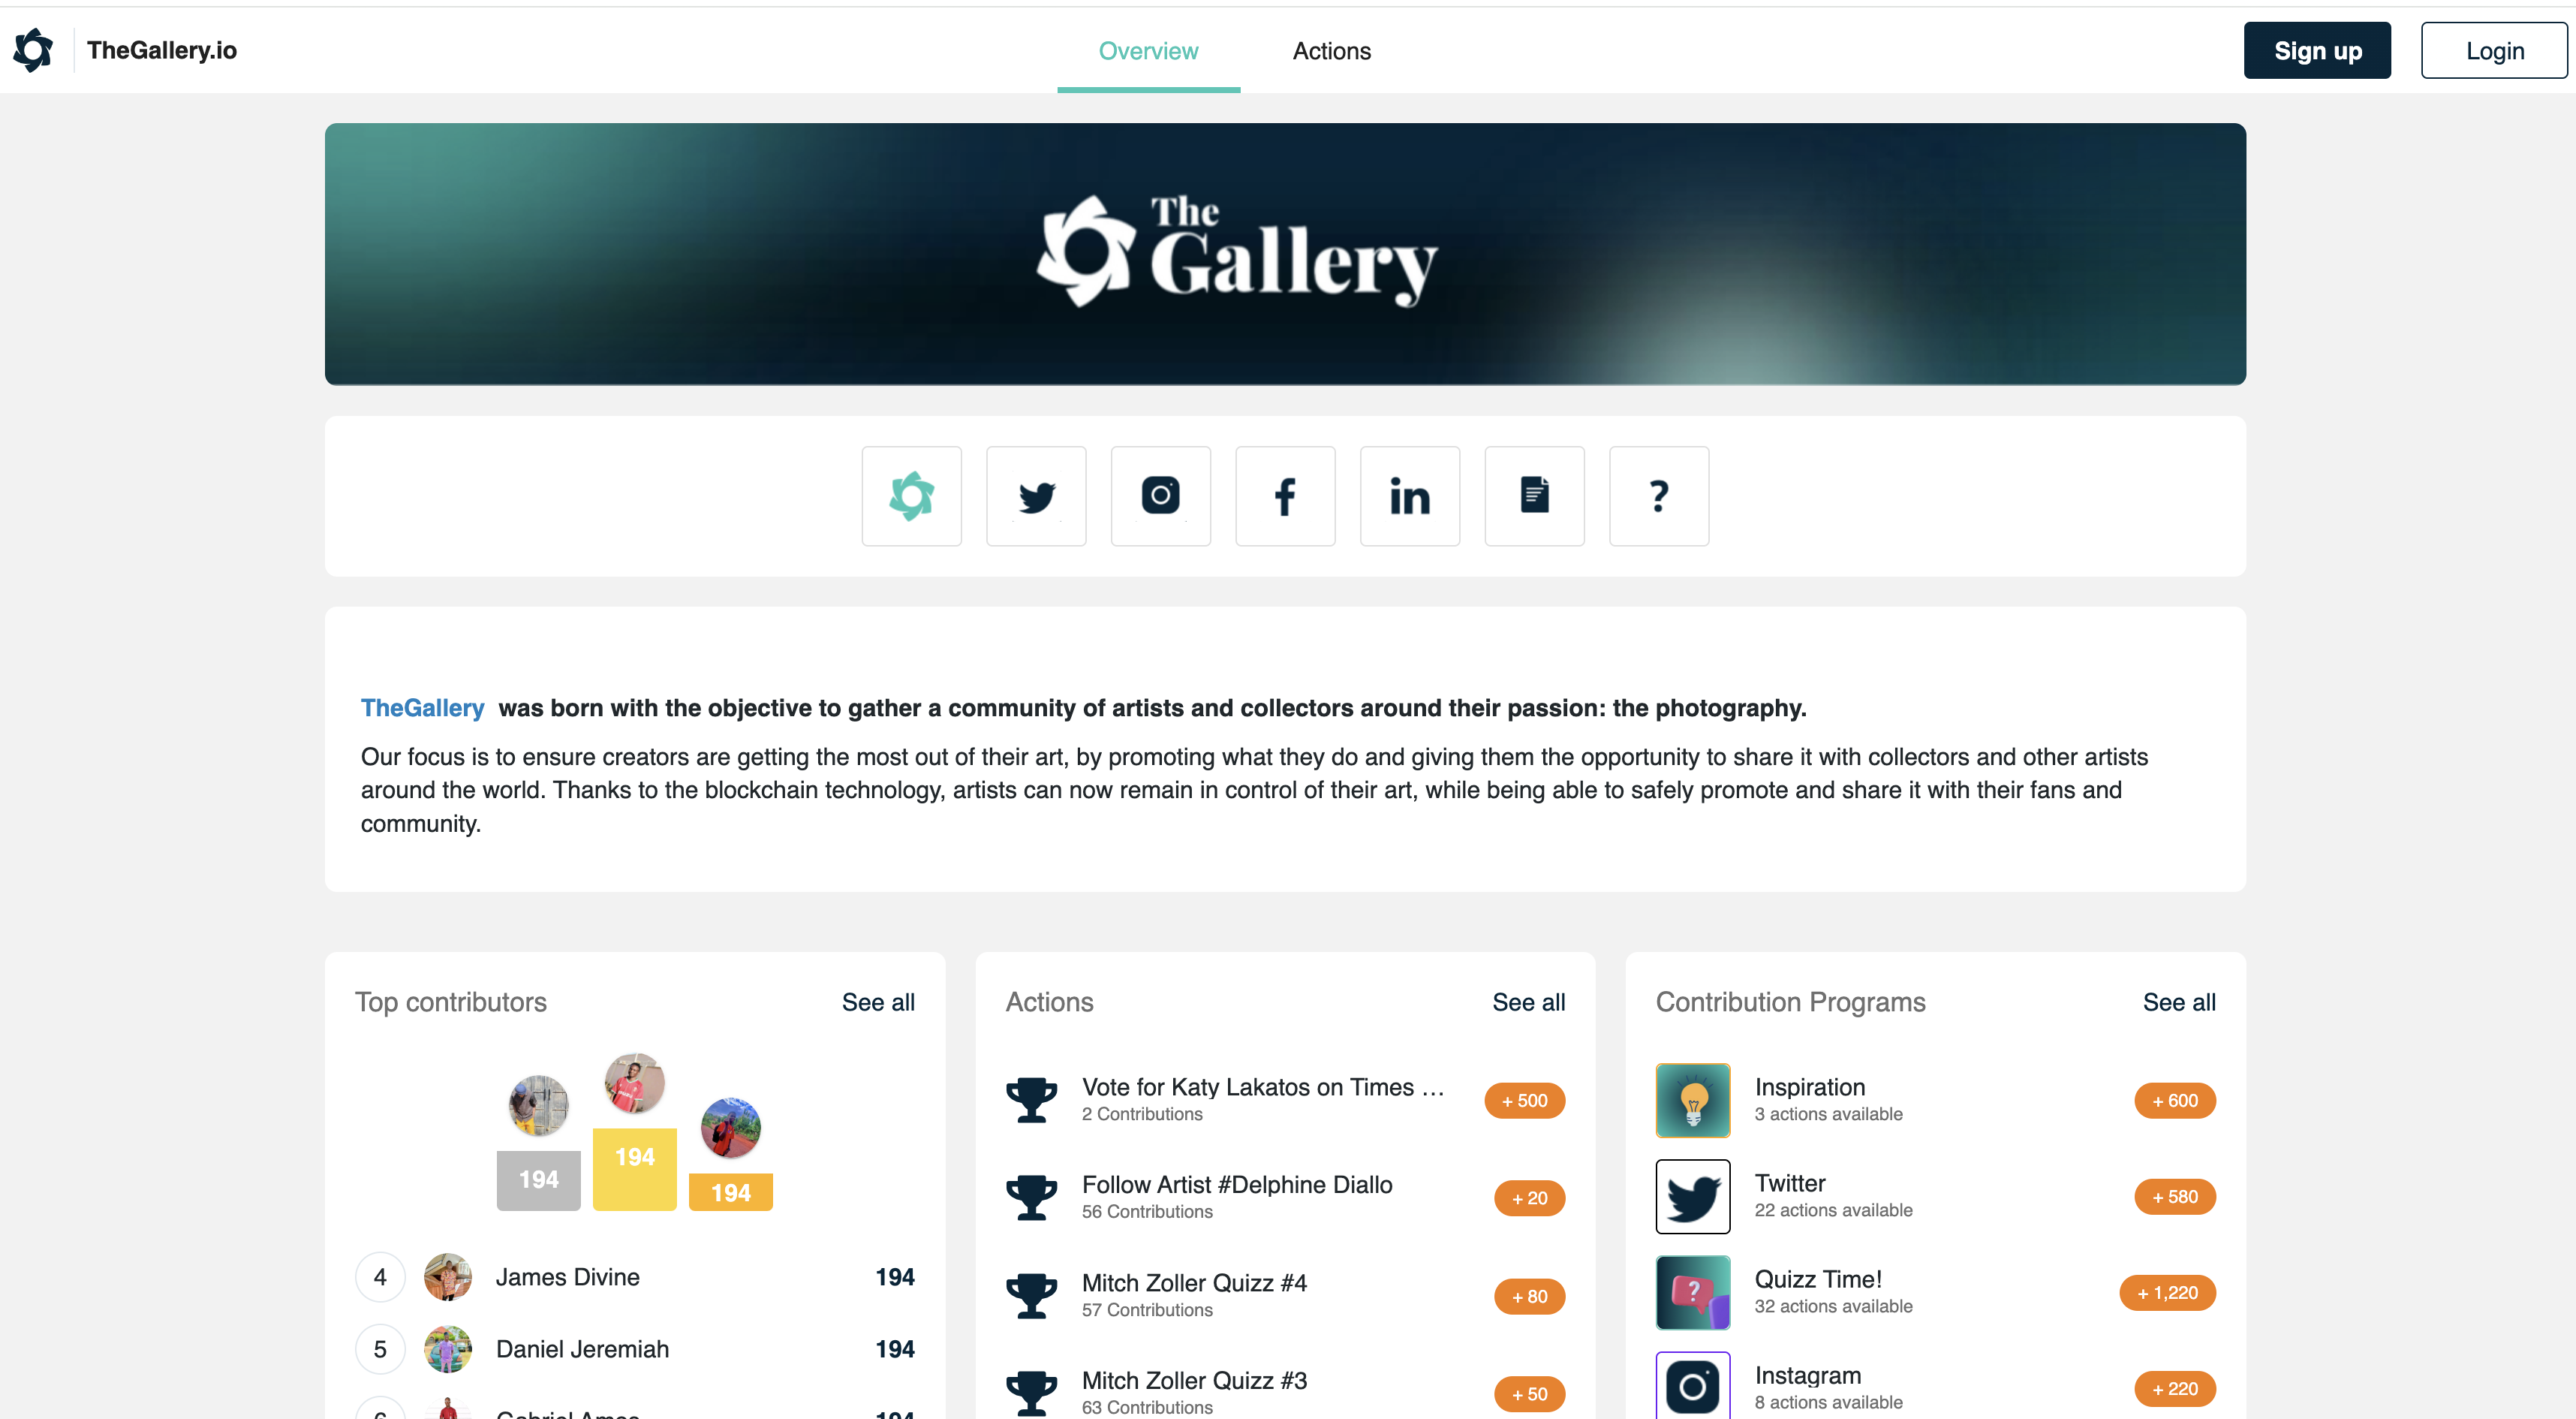 TheGallery.io
Overview
Actions
Sign up
Login
The
Gallery
?
TheGallery was born with the objective to gather a community of artists and collectors around their passion: the photography.
Our focus is to ensure creators are getting the most out of their art, by promoting what they do and giving them the opportunity to share it with collectors and other artists
around the world. Thanks to the blockchain technology, artists can now remain in control of their art, while being able to safely promote and share it with their fans and
community.
Top contributors
See all
194
194
194
4
James Divine
194
5
Daniel Jeremiah
194
Actions
See all
Vote for Katy Lakatos on Times ...
2 Contributions
+ 500
Follow Artist #Delphine Diallo
56 Contributions
+ 20
Mitch Zoller Quizz #4
57 Contributions
+ 80
Mitch Zoller Quizz #3
63 Contributions
+ 50
Contribution Programs
See all
Inspiration
3 actions available
+ 600
Twitter
22 actions available
+ 580
Quizz Time!
32 actions available
+ 1,220
Instagram
8 actions available
+ 220